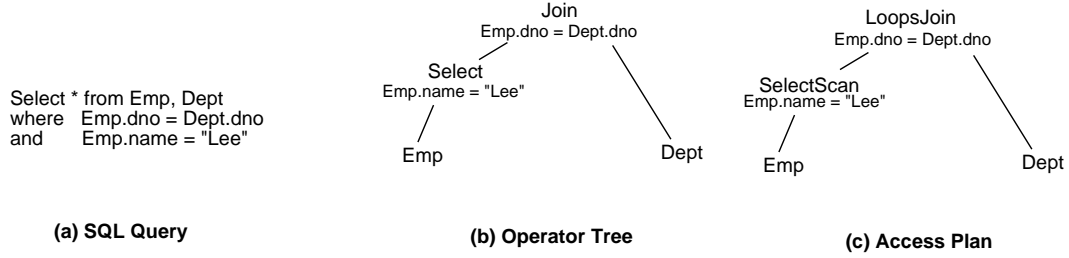 Select * from Emp, Dept
where Emp.dno = Dept.dno
and Emp.name = "Lee"
(a) SQL Query
Join
Emp.dno = Dept.dno
Select
Emp.name = "Lee"
Emp
Dept
(b) Operator Tree
LoopsJoin
Emp.dno = Dept.dno
SelectScan
Emp.name = "Lee"
Emp
Dept
(c) Access Plan